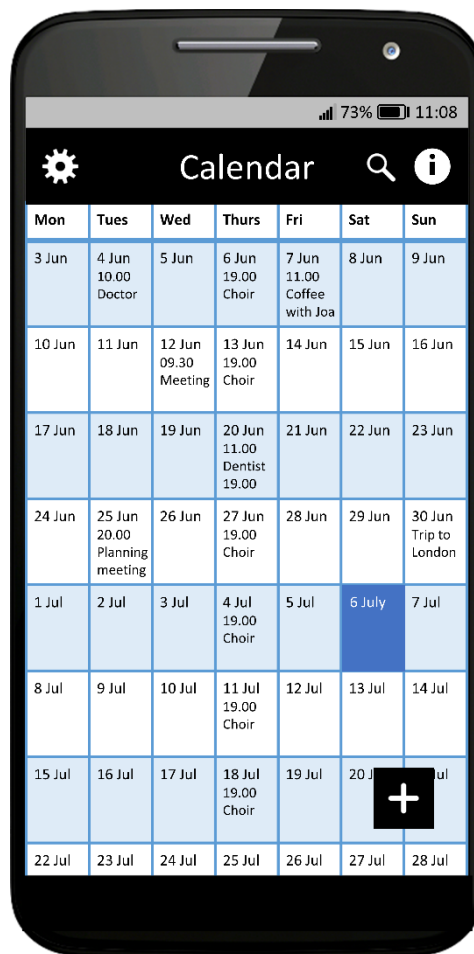 73% 11:08
Calendar
Mon Tues Wed Thurs Fri Sat Sun
3 Jun 4 Jun 5 Jun 6 Jun 7 Jun 8 Jun 9 Jun
10.00 19.00 11.00
Doctor Choir Coffee
with Joa
10 Jun 11 Jun 12 Jun 13 Jun 14 Jun 15 Jun 16 Jun
09.30 19.00
Meeting Choir
17 Jun 18 Jun 19 Jun 20 Jun 21 Jun 22 Jun 23 Jun
11.00
Dentist
19.00
24 Jun 25 Jun 26 Jun 27 Jun 28 Jun 29 Jun 30 Jun
20.00 19.00 Trip to
Planning Choir London
meeting
1 Jul 2 Jul 3 Jul 4 Jul 5 Jul 6 July 7 Jul
19.00
Choir
8 Jul 9 Jul 10 Jul 11 Jul 12 Jul 13 Jul 14 Jul
19.00
Choir
15 Jul 16 Jul 17 Jul 18 Jul 19 Jul 20
19.00
Choir
22 Jul 23 Jul 24 Jul 25 Jul 26 Jul 27 Jul 28 Jul